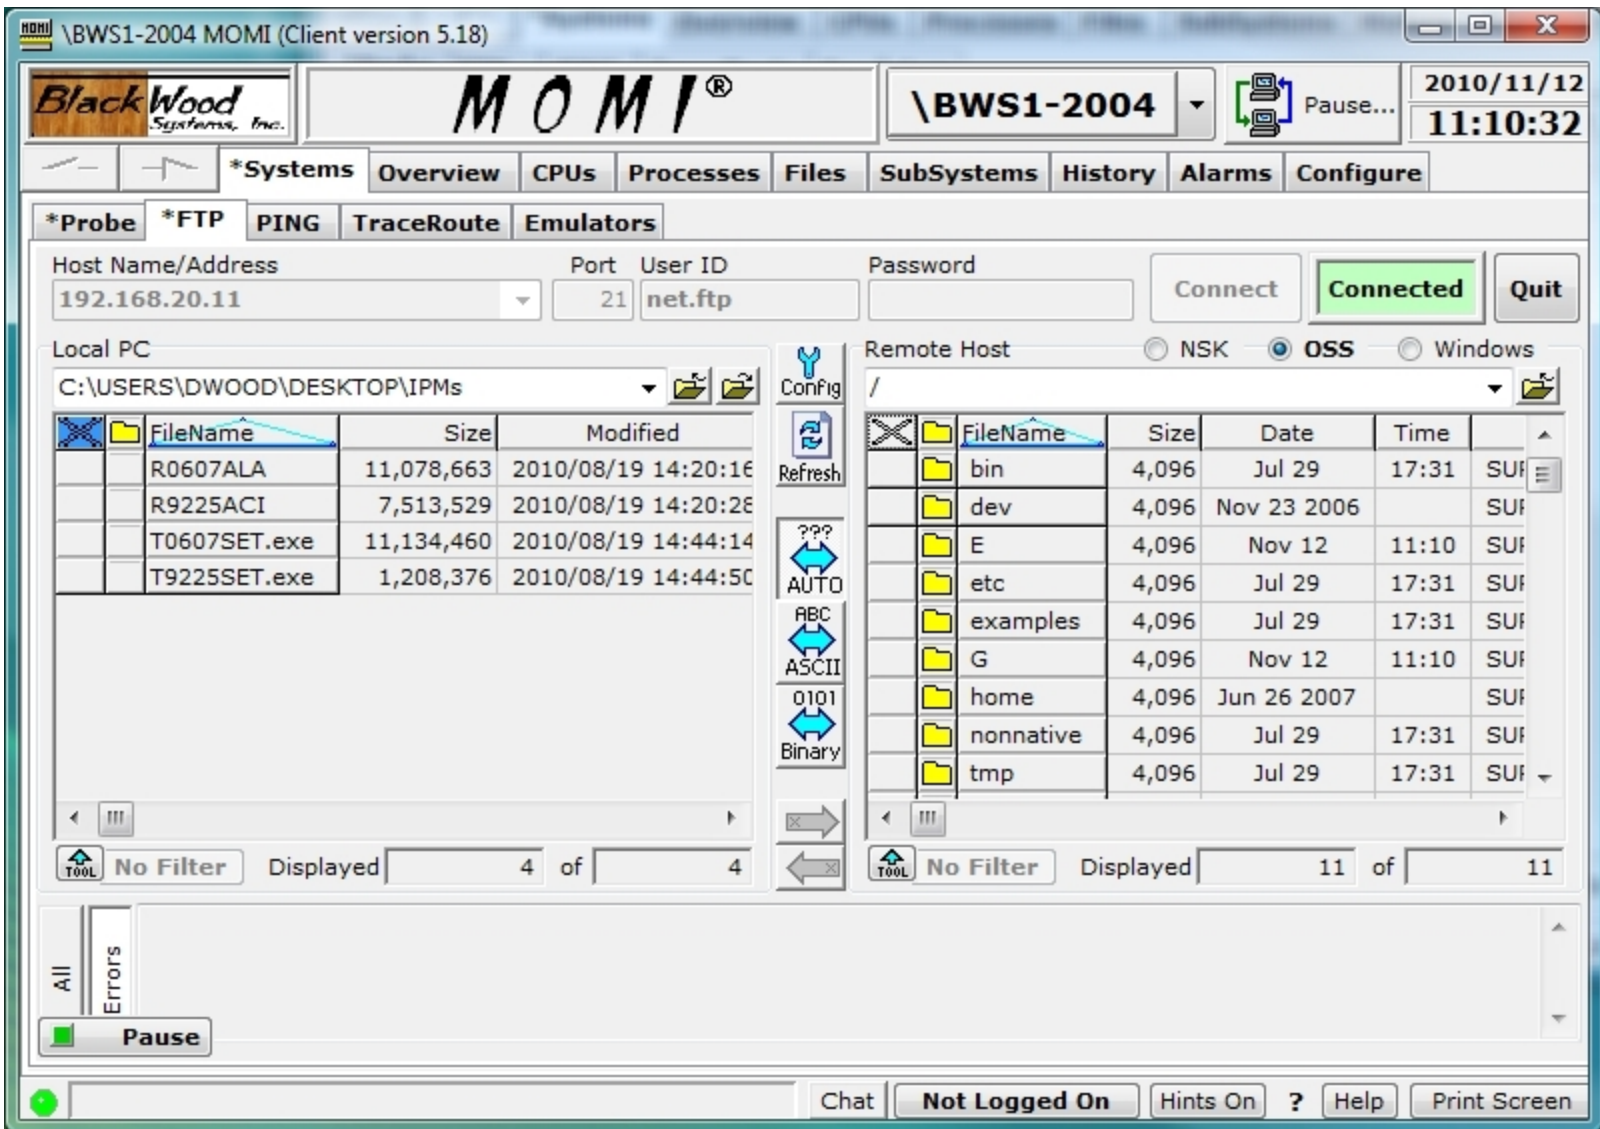 MOMI \BWS1-2004 MOMI (Client version 5.18)
BlackWood Systems, Inc. MOMI® \BWS1-2004 Pause... 2010/11/12
11:10:32
*Systems Overview CPUs Processes Files SubSystems History Alarms Configure
*Probe *FTP PING TraceRoute Emulators
Host Name/Address Port User ID Password
192.168.20.11 21 net.ftp Connect Connected Quit
Local PC Remote Host NSK OSS Windows
C:\USERS\DWOOD\DESKTOP\IPMs Config /
FileName Size Modified FileName Size Date Time
R0607ALA 11,078,663 2010/08/19 14:20:16 Refresh bin 4,096 Jul 29 17:31
R9225ACI 7,513,529 2010/08/19 14:20:28 dev 4,096 Nov 23 2006
T0607SET.exe 11,134,460 2010/08/19 14:44:14 ??? AUTO E 4,096 Nov 12 11:10
T9225SET.exe 1,208,376 2010/08/19 14:44:50 etc 4,096 Jul 29 17:31
ABC ASCII examples 4,096 Jul 29 17:31
G 4,096 Nov 12 11:10
0101 Binary home 4,096 Jun 26 2007
nonnative 4,096 Jul 29 17:31
tmp 4,096 Jul 29 17:31
TOOL No Filter Displayed 4 of 4 TOOL No Filter Displayed 11 of 11
All Errors
Pause
Chat Not Logged On Hints On ? Help Print Screen